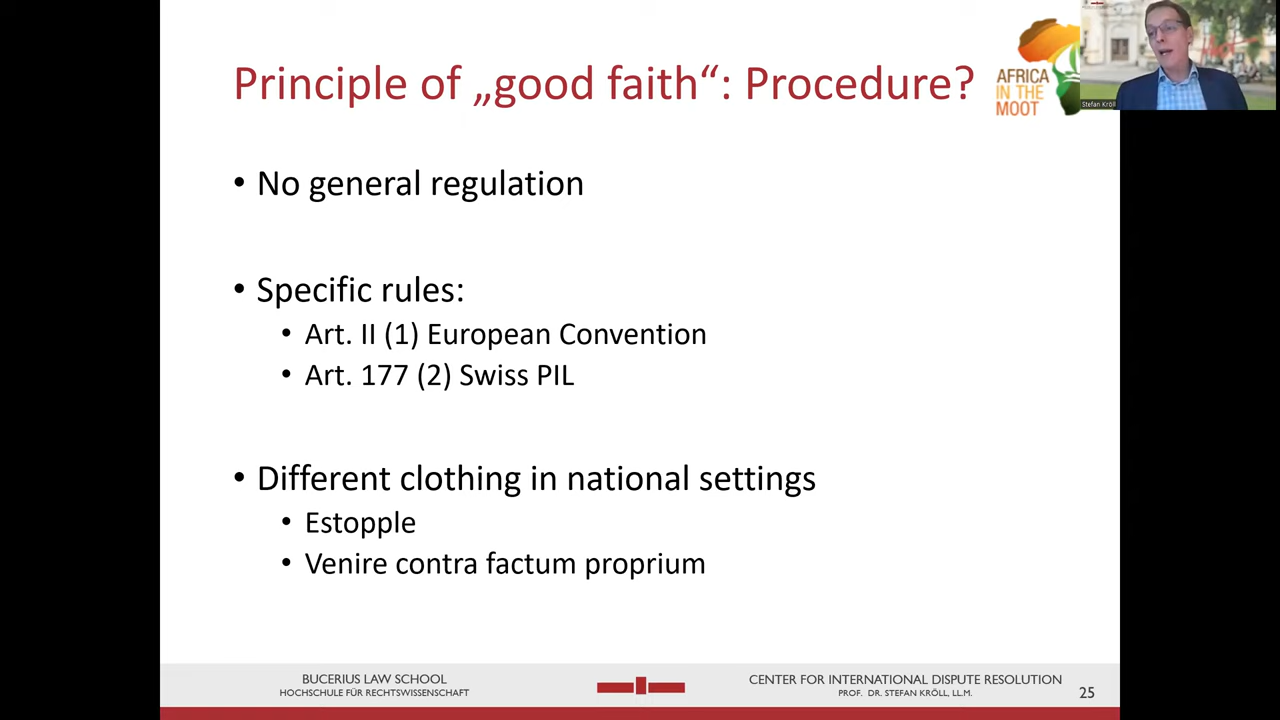 Principle of „good faith“: Procedure?
AFRICA
IN THE
MOOT
Stefan Kröll
• No general regulation
• Specific rules:
• Art. II (1) European Convention
• Art. 177 (2) Swiss PIL
• Different clothing in national settings
• Estopple
• Venire contra factum proprium
BUCERIUS LAW SCHOOL
HOCHSCHULE FÜR RECHTSWISSENSCHAFT
CENTER FOR INTERNATIONAL DISPUTE RESOLUTION
PROF. DR. STEFAN KRÖLL, LL.M.
25